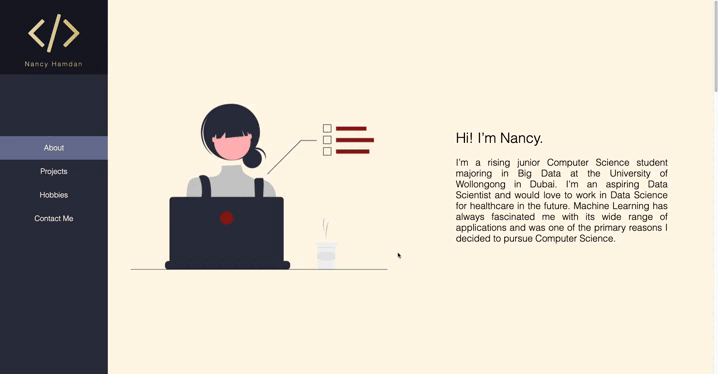 </>
Nancy Hamdan
About
Projects
Hobbies
Contact Me
Hi! I'm Nancy.
I'm a rising junior Computer Science student
majoring in Big Data at the University of
Wollongong in Dubai. I'm an aspiring Data
Scientist and would love to work in Data Science
for healthcare in the future. Machine Learning has
always fascinated me with its wide range of
applications and was one of the primary reasons I
decided to pursue Computer Science.